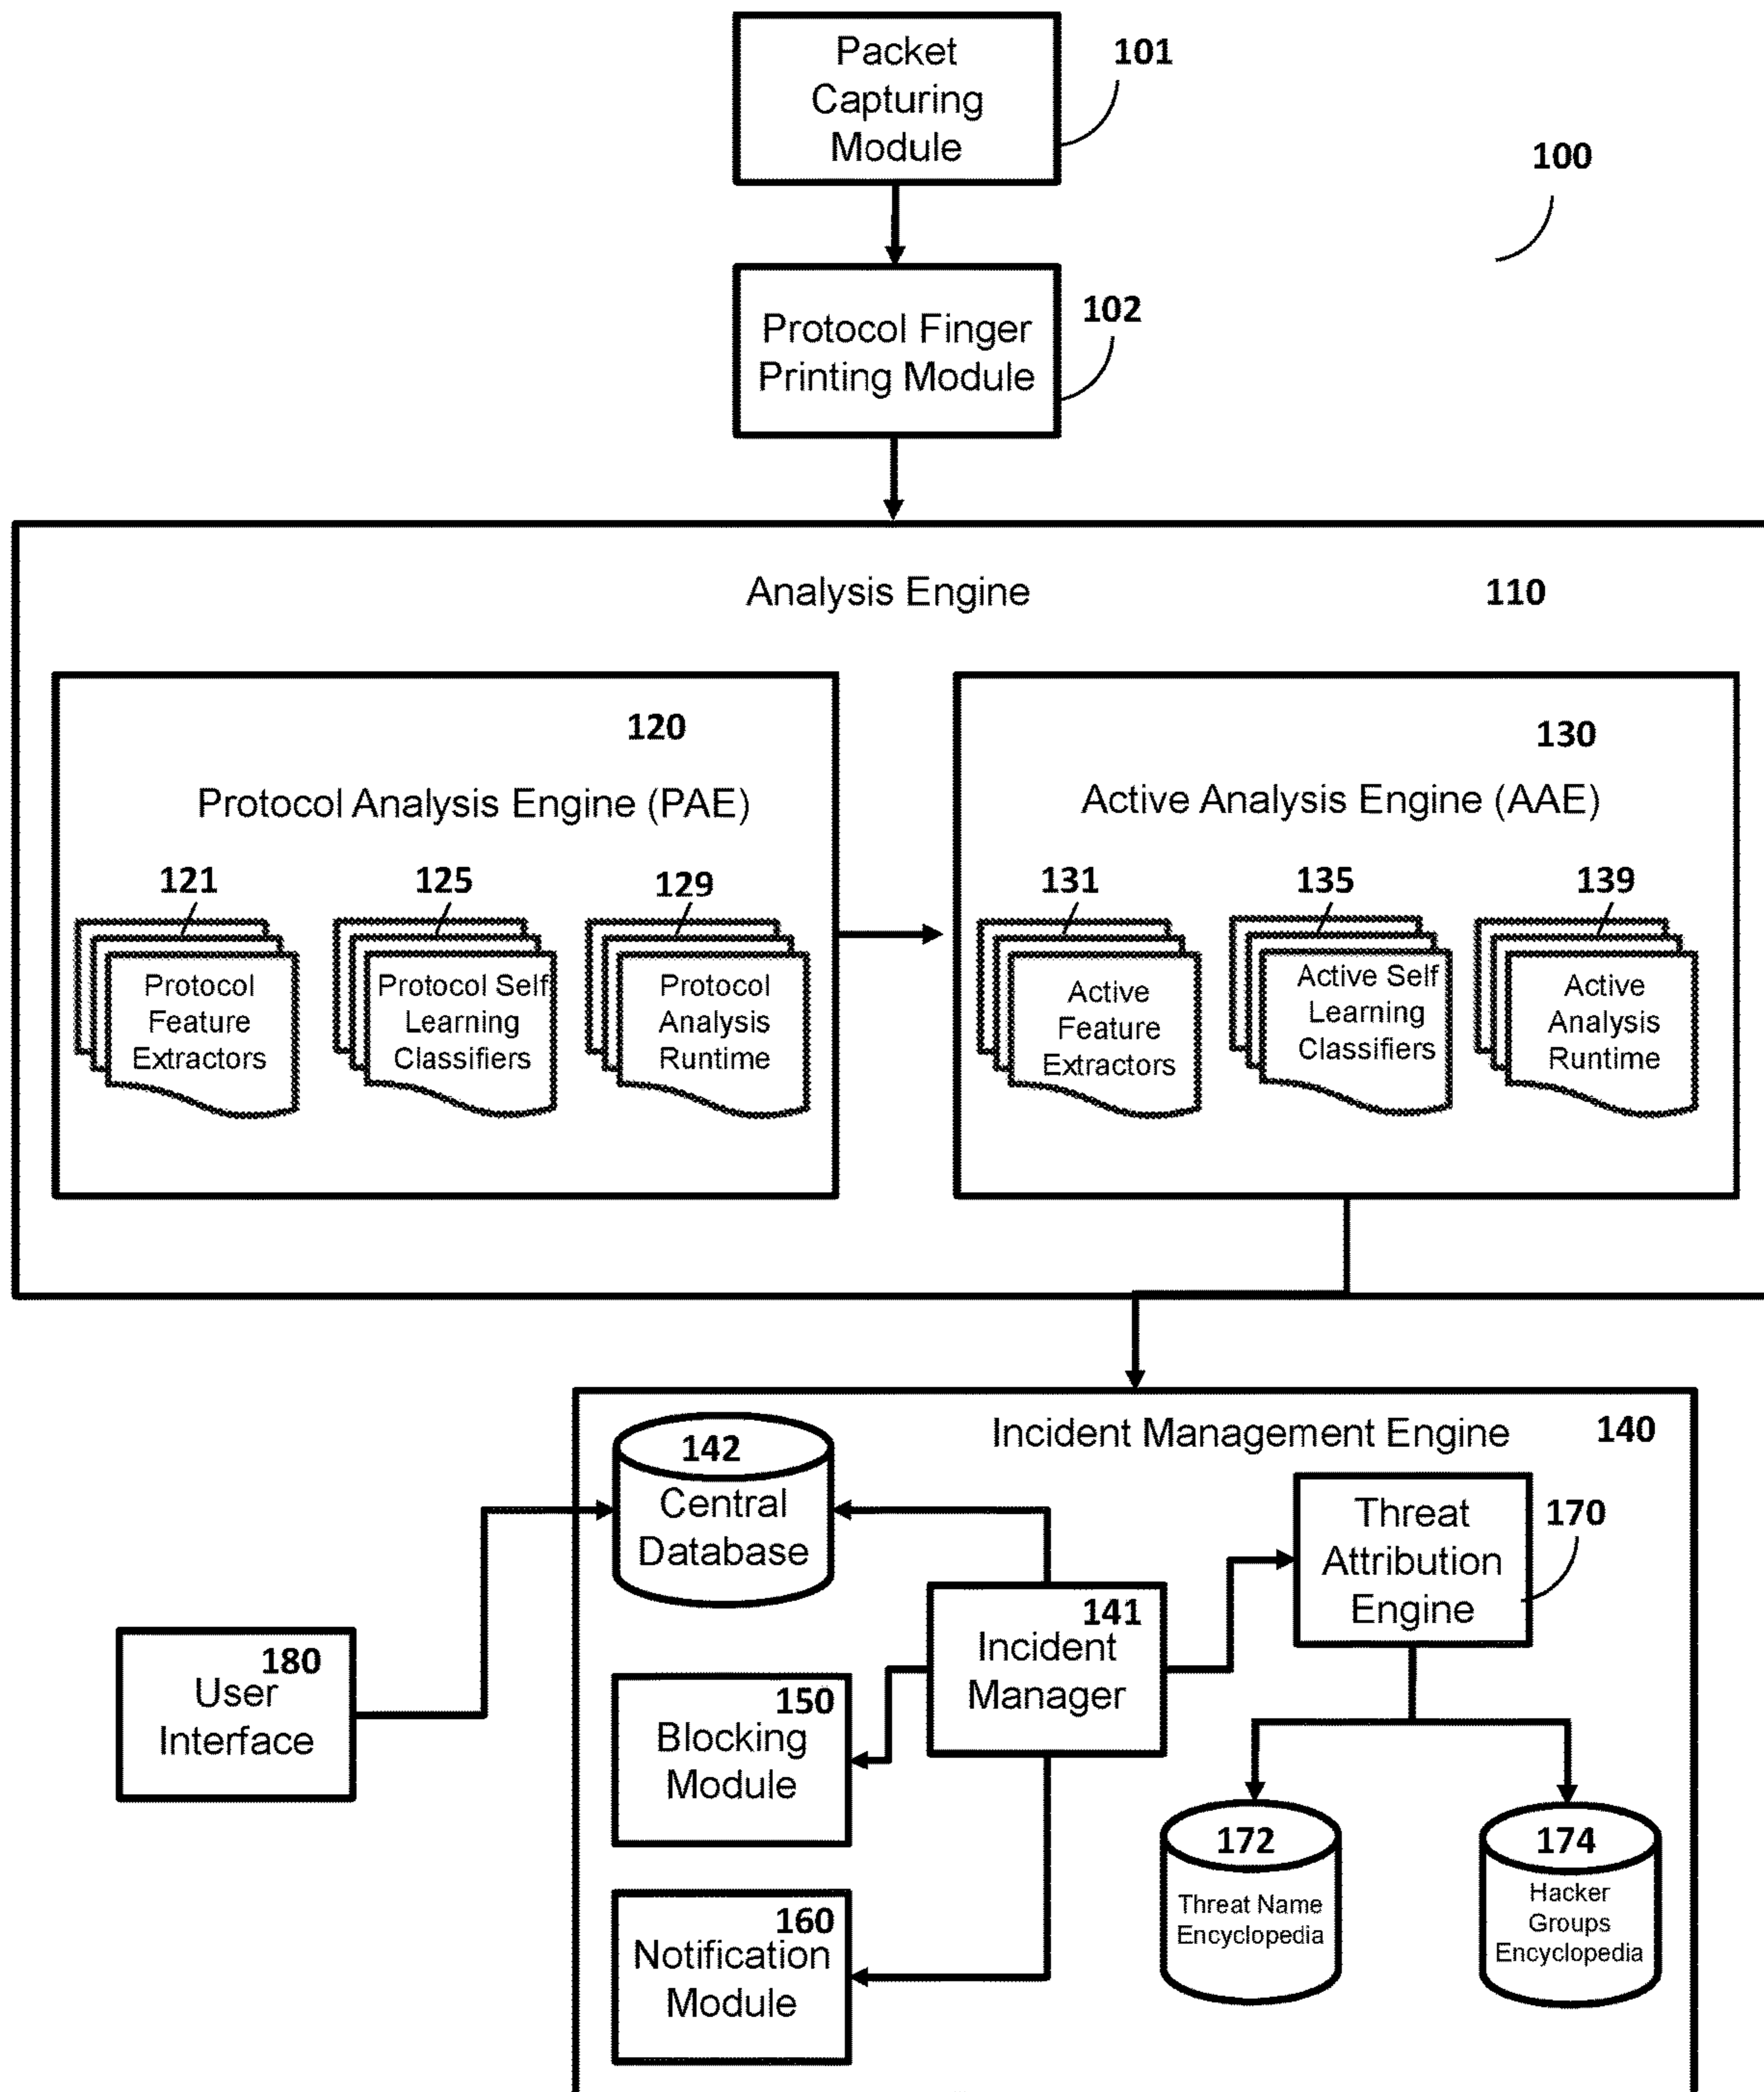 Packet
Capturing
Module
101
100
Protocol Finger
Printing Module
102
Analysis Engine
110
120
Protocol Analysis Engine (PAE)
121
125
129
Protocol
Feature
Extractors
Protocol Self
Learning
Classifiers
Protocol
Analysis
Runtime
130
Active Analysis Engine (AAE)
131
135
139
Active
Feature
Extractors
Active Self
Learning
Classifiers
Active
Analysis
Runtime
Incident Management Engine
140
142
Central
Database
Threat
Attribution
Engine
170
141
Incident
Manager
180
User
Interface
150
Blocking
Module
160
Notification
Module
172
Threat Name
Encyclopedia
174
Hacker
Groups
Encyclopedia